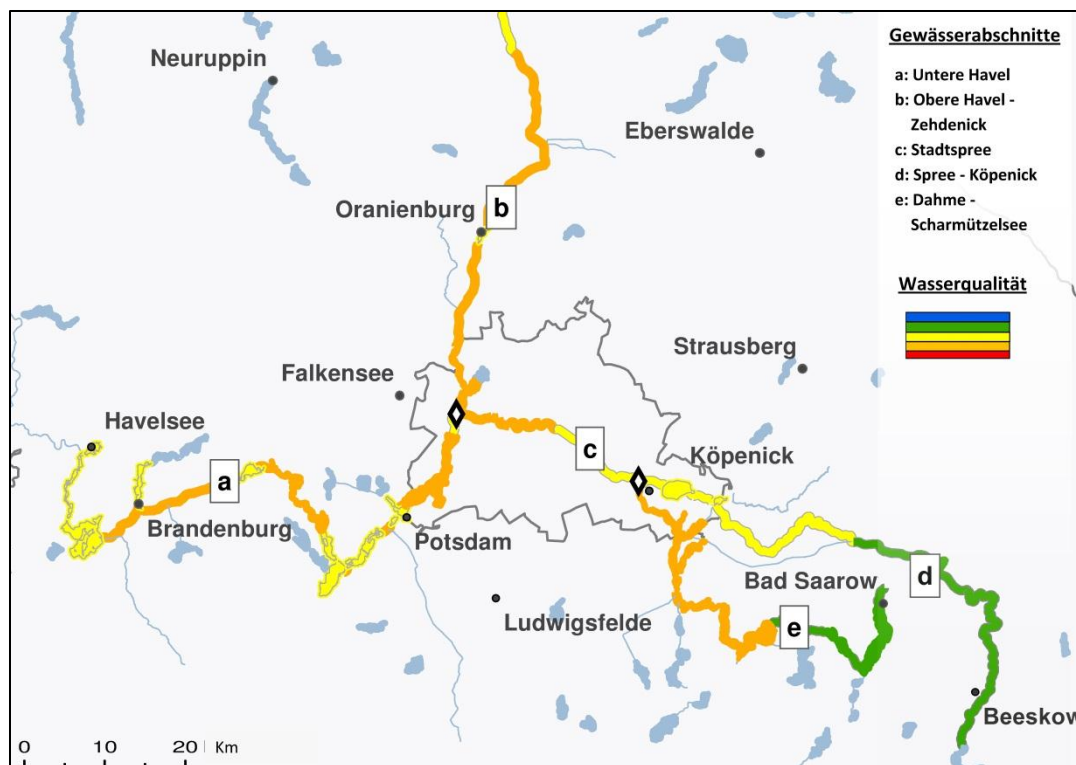 Neuruppin
Eberswalde
Oranienburg
b
Strausberg
Falkensee
Havelsee
c
Köpenick
a
Brandenburg
Potsdam
Bad Saarow
d
Ludwigsfelde
e
Beeskow
0 10 20 Km
Gewässerabschnitte
a: Untere Havel
b: Obere Havel -
Zehdenick
c: Stadtspree
d: Spree - Köpenick
e: Dahme -
Scharmützelsee
Wasserqualität